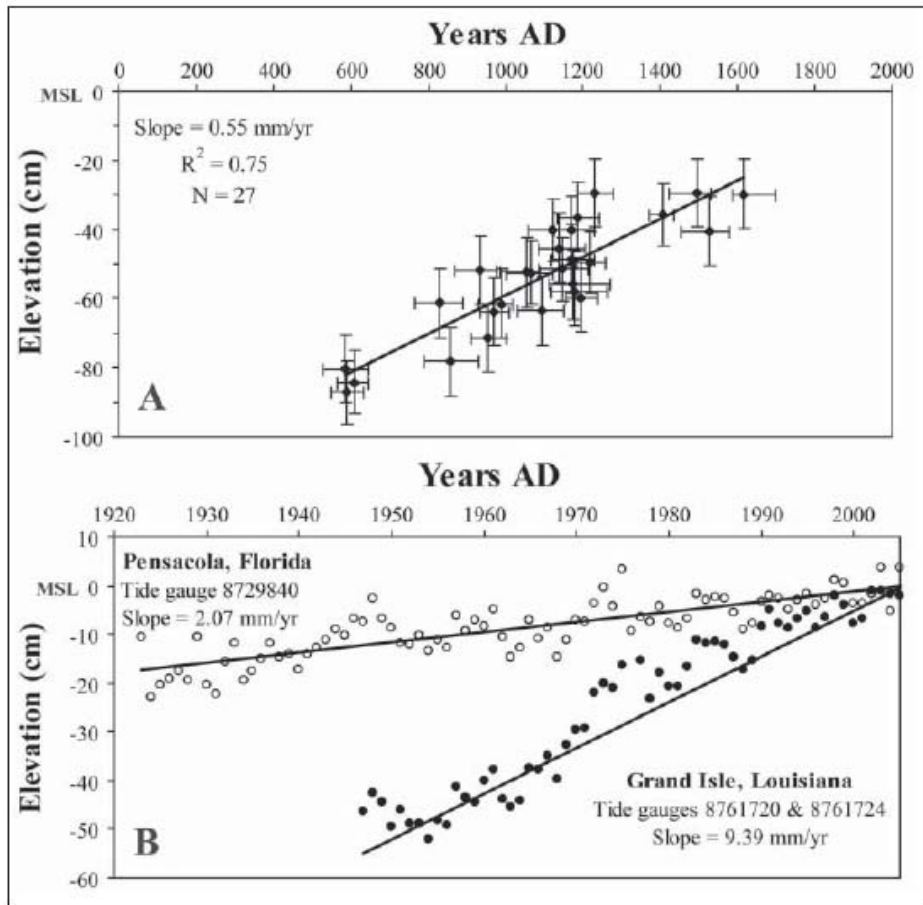 Years AD
0 200 400 600 800 1000 1200 1400 1600 1800 2000
MSL 0
-20
-40
-60
-80
-100
Elevation (cm)
Slope = 0.55 mm/yr
R² = 0.75
N = 27
A
Years AD
1920 1930 1940 1950 1960 1970 1980 1990 2000
10
MSL 0
-10
-20
-30
-40
-50
-60
Elevation (cm)
Pensacola, Florida
Tide gauge 8729840
Slope = 2.07 mm/yr
Grand Isle, Louisiana
Tide gauges 8761720 & 8761724
Slope = 9.39 mm/yr
B